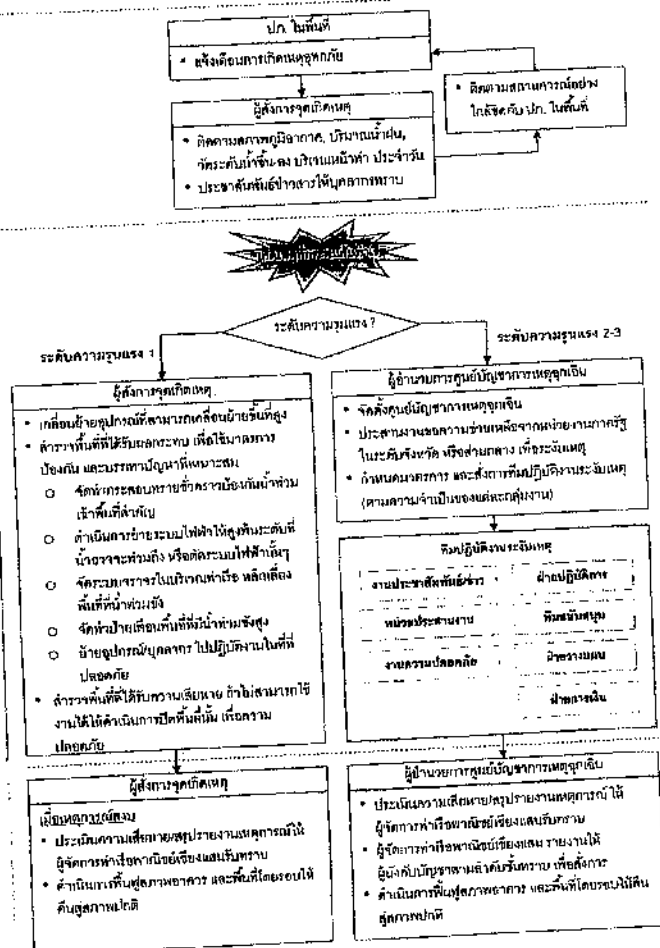 ปภ. ในพื้นที่
• แจ้งเตือนการเกิดเหตุอุทกภัย
• ติดตามสถานการณ์อย่าง
ใกล้ชิดกับ ปภ. ในพื้นที่
ผู้สั่งการจุดเกิดเหตุ
• ติดตามสภาพภูมิอากาศ, ปริมาณน้ำฝน,
วัดระดับน้ำขึ้น-ลง บริเวณหน้าท่า ประจำวัน
• ประชาสัมพันธ์ข่าวสารให้บุคลากรทราบ
ระดับความรุนแรง ?
ระดับความรุนแรง 1
ระดับความรุนแรง 2-3
ผู้สั่งการจุดเกิดเหตุ
• เคลื่อนย้ายอุปกรณ์ที่สามารถเคลื่อนย้ายขึ้นที่สูง
• สำรวจพื้นที่ที่ได้รับผลกระทบ เพื่อใช้มาตรการ
ป้องกัน และบรรเทาปัญหาที่เหมาะสม
o จัดทำกระสอบทรายชั่วคราวป้องกันน้ำท่วม
เข้าพื้นที่สำคัญ
o ดำเนินการย้ายระบบไฟฟ้าให้สูงพ้นระดับที่
น้ำอาจจะท่วมถึง หรือตัดระบบไฟฟ้านั้นๆ
o จัดระบบจราจรในบริเวณท่าเรือ หลีกเลี่ยง
พื้นที่ที่น้ำท่วมขัง
o จัดทำป้ายเตือนพื้นที่ที่มีน้ำท่วมขังสูง
o ย้ายอุปกรณ์/บุคลากร ไปปฏิบัติงานในที่ที่
ปลอดภัย
• สำรวจพื้นที่ที่ได้รับความเสียหาย ถ้าไม่สามารถใช้
งานได้ให้ดำเนินการปิดพื้นที่นั้น เพื่อความ
ปลอดภัย
ผู้อำนวยการศูนย์บัญชาการเหตุฉุกเฉิน
• จัดตั้งศูนย์บัญชาการเหตุฉุกเฉิน
• ประสานงานขอความช่วยเหลือจากหน่วยงานภาครัฐ
ในระดับจังหวัด หรือส่วนกลาง เพื่อระงับเหตุ
• กำหนดมาตรการ และสั่งการทีมปฏิบัติงานระงับเหตุ
(ตามความจำเป็นของแต่ละกลุ่มงาน)
ทีมปฏิบัติงานระงับเหตุ
งานประชาสัมพันธ์/ข่าว
ฝ่ายปฏิบัติการ
หน่วยประสานงาน
ทีมสนับสนุน
งานความปลอดภัย
ฝ่ายวางแผน
ฝ่ายการเงิน
ผู้สั่งการจุดเกิดเหตุ
เมื่อเหตุการณ์สงบ
• ประเมินความเสียหาย/สรุปรายงานเหตุการณ์ให้
ผู้จัดการท่าเรือพาณิชย์เชียงแสนรับทราบ
• ดำเนินการฟื้นฟูสภาพอาคาร และพื้นที่โดยรอบให้
คืนสู่สภาพปกติ
ผู้อำนวยการศูนย์บัญชาการเหตุฉุกเฉิน
• ประเมินความเสียหาย/สรุปรายงานเหตุการณ์ ให้
ผู้จัดการท่าเรือพาณิชย์เชียงแสนรับทราบ
• ผู้จัดการท่าเรือพาณิชย์เชียงแสน รายงานให้
ผู้บังคับบัญชาตามลำดับชั้นทราบ เพื่อสั่งการ
• ดำเนินการฟื้นฟูสภาพอาคาร และพื้นที่โดยรอบให้คืน
สู่สภาพปกติ